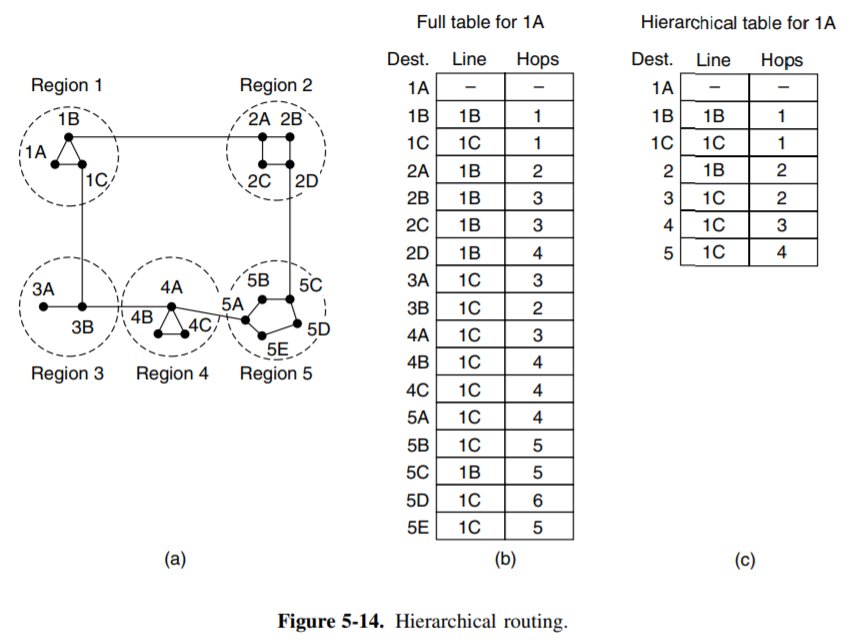 Full table for 1A
Hierarchical table for 1A
Region 1
Region 2
1B
1A
1C
2A 2B
2C 2D
3A
3B
4A
4B
4C
5A
5B
5C
5D
5E
Region 3
Region 4
Region 5
(a)
Dest. Line Hops
1A – –
1B 1B 1
1C 1C 1
2A 1B 2
2B 1B 3
2C 1B 3
2D 1B 4
3A 1C 3
3B 1C 2
4A 1C 3
4B 1C 4
4C 1C 4
5A 1C 4
5B 1C 5
5C 1B 5
5D 1C 6
5E 1C 5
(b)
Dest. Line Hops
1A – –
1B 1B 1
1C 1C 1
2 1B 2
3 1C 2
4 1C 3
5 1C 4
(c)
Figure 5-14. Hierarchical routing.